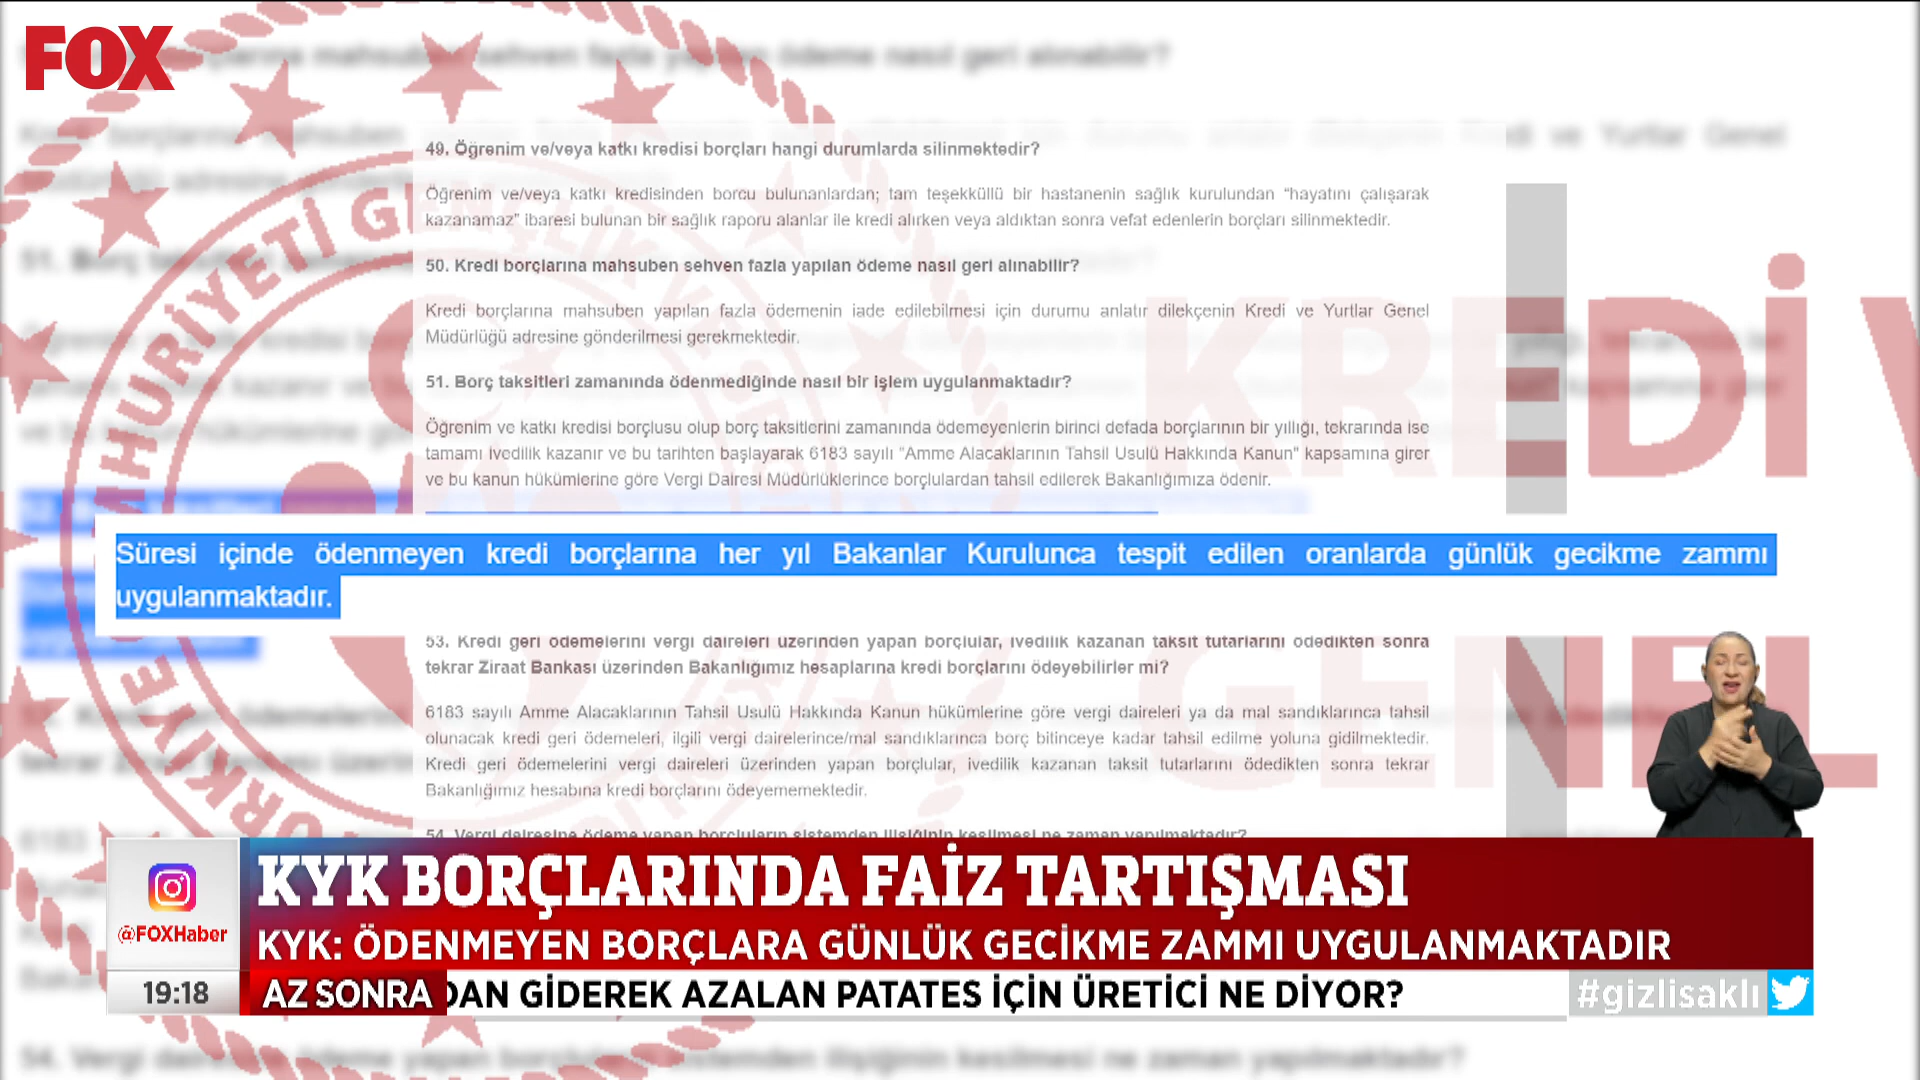 FOX
49. Öğrenim ve/veya katkı kredisi borçları hangi durumlarda silinmektedir?
Öğrenim ve/veya katkı kredisinden borcu bulunanlardan; tam teşekküllü bir hastanenin sağlık kurulundan "hayatını çalışarak
kazanamaz" ibaresi bulunan bir sağlık raporu alanlar ile kredi alırken veya aldıktan sonra vefat edenlerin borçları silinmektedir.
50. Kredi borçlarına mahsuben sehven fazla yapılan ödeme nasıl geri alınabilir?
Kredi borçlarına mahsuben yapılan fazla ödemenin iade edilebilmesi için durumu anlatır dilekçenin Kredi ve Yurtlar Genel
Müdürlüğü adresine gönderilmesi gerekmektedir.
51. Borç taksitleri zamanında ödenmediğinde nasıl bir işlem uygulanmaktadır?
Öğrenim ve katkı kredisi borçlusu olup borç taksitlerini zamanında ödemeyenlerin birinci defada borçlarının bir yıllığı, tekrarında ise
tamamı ivedilik kazanır ve bu tarihten başlayarak 6183 sayılı "Amme Alacaklarının Tahsil Usulü Hakkında Kanun" kapsamına girer
ve bu kanun hükümlerine göre Vergi Dairesi Müdürlüklerince borçlulardan tahsil edilerek Bakanlığımıza ödenir.
Süresi içinde ödenmeyen kredi borçlarına her yıl Bakanlar Kurulunca tespit edilen oranlarda günlük gecikme zammı
uygulanmaktadır.
53. Kredi geri ödemelerini vergi daireleri üzerinden yapan borçlular, ivedilik kazanan taksit tutarlarını ödedikten sonra
tekrar Ziraat Bankası üzerinden Bakanlığımız hesaplarına kredi borçlarını ödeyebilirler mi?
6183 sayılı Amme Alacaklarının Tahsil Usulü Hakkında Kanun hükümlerine göre vergi daireleri ya da mal sandıklarınca tahsil
olunacak kredi geri ödemeleri, ilgili vergi dairelerince/mal sandıklarınca borç bitinceye kadar tahsil edilme yoluna gidilmektedir.
Kredi geri ödemelerini vergi daireleri üzerinden yapan borçlular, ivedilik kazanan taksit tutarlarını ödedikten sonra tekrar
Bakanlığımız hesabına kredi borçlarını ödeyememektedir.
54. Vergi dairesine ödeme yapan borçluların sistemden ilişiğinin kesilmesi ne zaman yapılmaktadır?
KREDİ V
GENEL
KYK BORÇLARINDA FAİZ TARTIŞMASI
@FOXHaber
KYK: ÖDENMEYEN BORÇLARA GÜNLÜK GECİKME ZAMMI UYGULANMAKTADIR
19:18
AZ SONRA
DAN GİDEREK AZALAN PATATES İÇİN ÜRETİCİ NE DİYOR?
#gizlisaklı